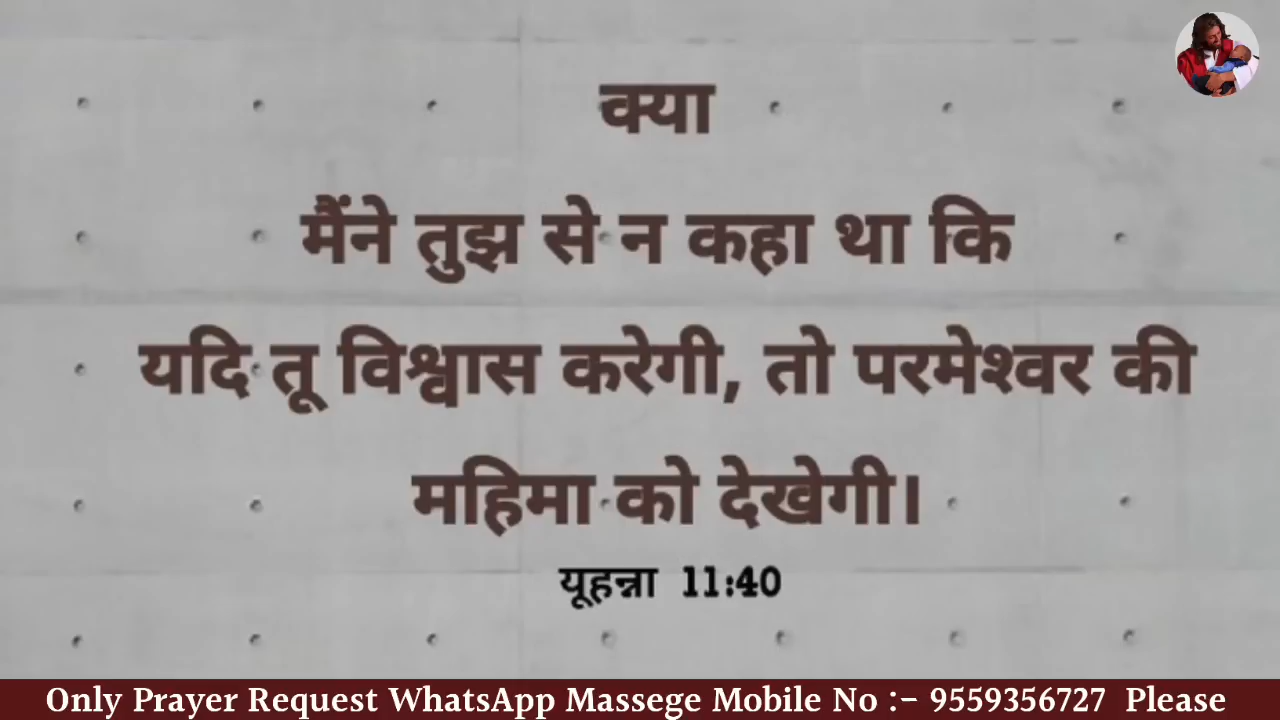 क्या
मैंने तुझ से न कहा था कि
यदि तू विश्वास करेगी, तो परमेश्वर की
महिमा को देखेगी।
यूहन्ना 11:40
Only Prayer Request WhatsApp Massege Mobile No :- 9559356727 Please